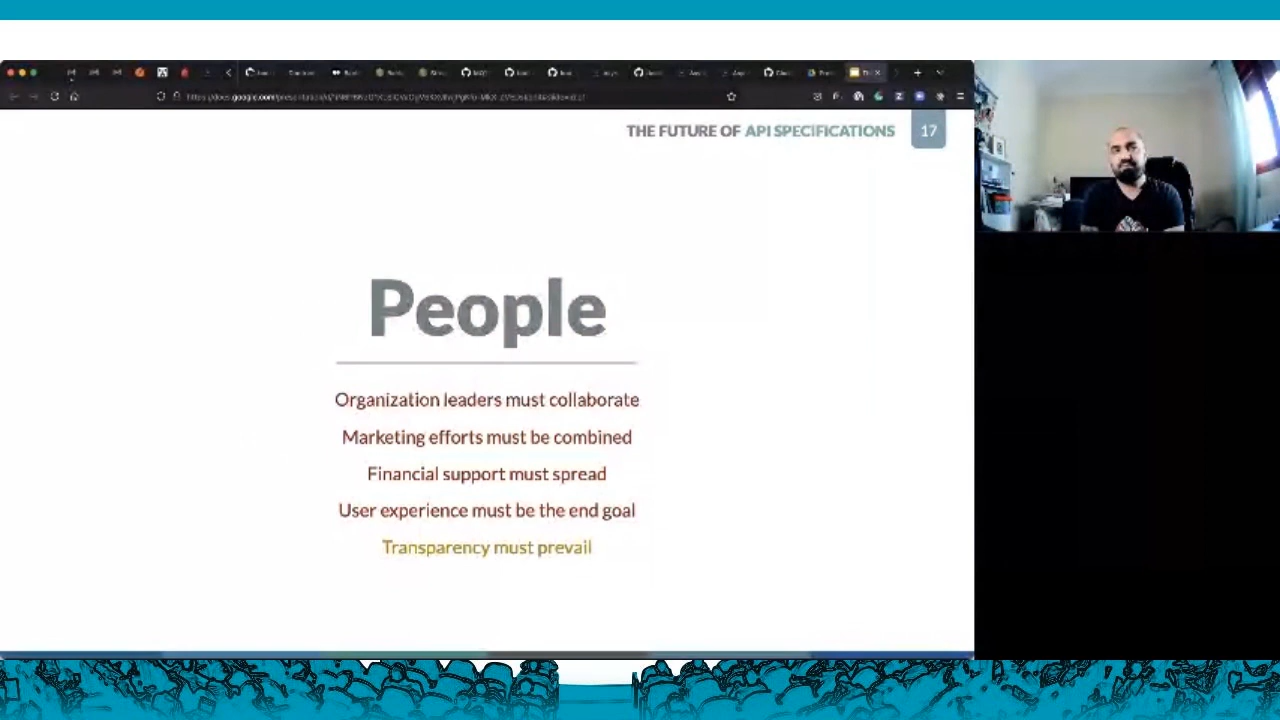 THE FUTURE OF API SPECIFICATIONS 17
People
Organization leaders must collaborate
Marketing efforts must be combined
Financial support must spread
User experience must be the end goal
Transparency must prevail